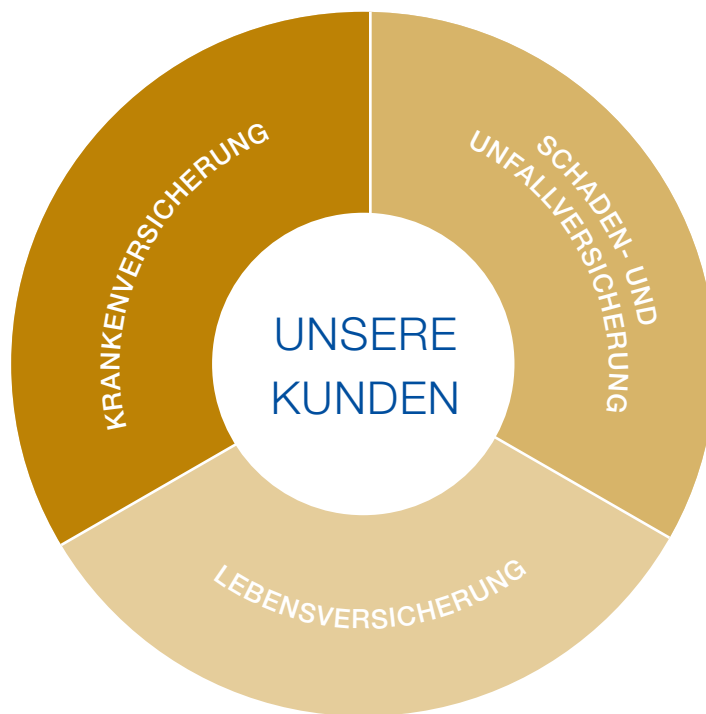 KRANKENVERSICHERUNG
SCHADEN- UND
UNFALLVERSICHERUNG
UNSERE
KUNDEN
LEBENSVERSICHERUNG